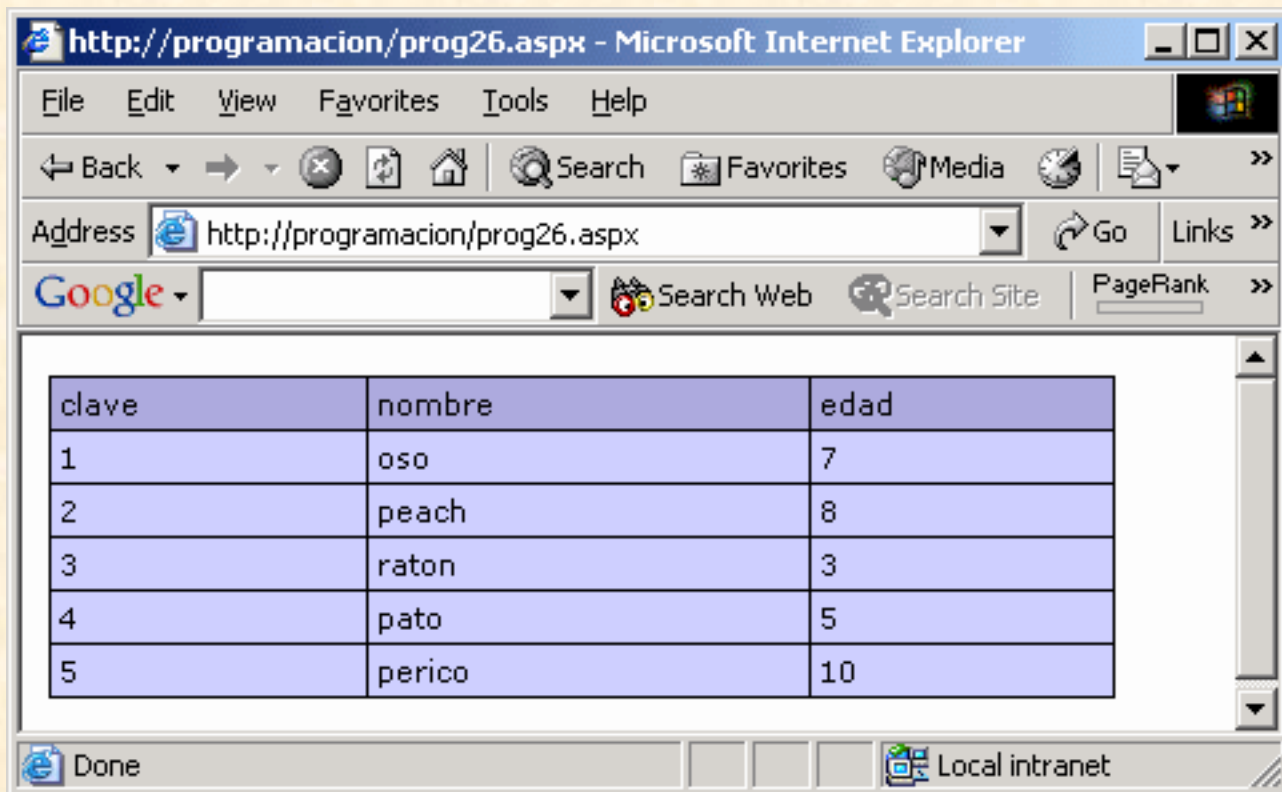 http://programacion/prog26.aspx - Microsoft Internet Explorer
File Edit View Favorites Tools Help
Back Search Favorites Media »
Address http://programacion/prog26.aspx Go Links »
Google Search Web Search Site PageRank »
clave nombre edad
1 oso 7
2 peach 8
3 raton 3
4 pato 5
5 perico 10
Done Local intranet